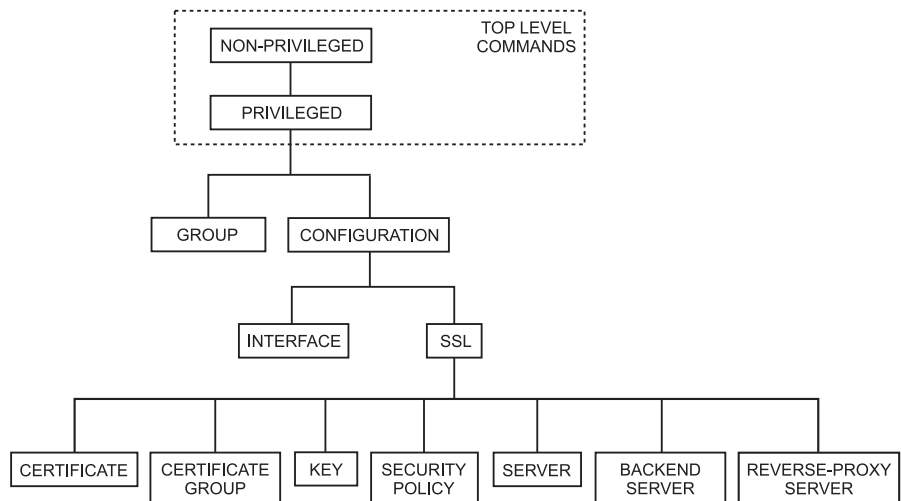 TOP LEVEL
COMMANDS
NON-PRIVILEGED
PRIVILEGED
GROUP
CONFIGURATION
INTERFACE
SSL
CERTIFICATE
CERTIFICATE
GROUP
KEY
SECURITY
POLICY
SERVER
BACKEND
SERVER
REVERSE-PROXY
SERVER